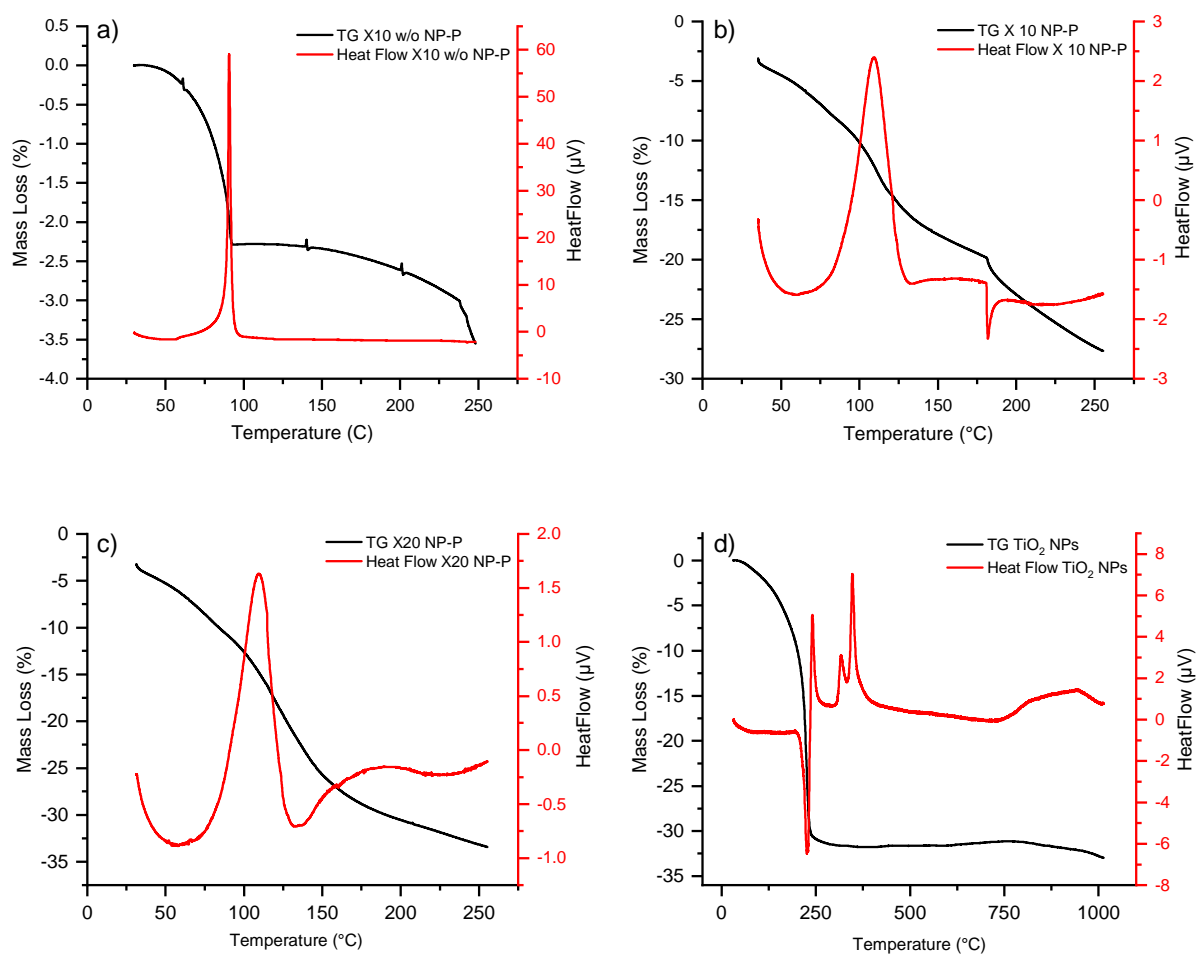 a)
TG X10 w/o NP-P
Heat Flow X10 w/o NP-P
0.5
0.0
-0.5
-1.0
-1.5
-2.0
-2.5
-3.0
-3.5
-4.0
Mass Loss (%)
60
50
40
30
20
10
0
-10
HeatFlow (µV)
0 50 100 150 200 250
Temperature (C)
b)
TG X 10 NP-P
Heat Flow X 10 NP-P
0
-5
-10
-15
-20
-25
-30
Mass Loss (%)
3
2
1
0
-1
-2
-3
HeatFlow (µV)
0 50 100 150 200 250
Temperature (°C)
c)
TG X20 NP-P
Heat Flow X20 NP-P
0
-5
-10
-15
-20
-25
-30
-35
Mass Loss (%)
2.0
1.5
1.0
0.5
0.0
-0.5
-1.0
HeatFlow (µV)
0 50 100 150 200 250
Temperature (°C)
d)
TG TiO₂ NPs
Heat Flow TiO₂ NPs
0
-5
-10
-15
-20
-25
-30
-35
Mass Loss (%)
8
6
4
2
0
-2
-4
-6
-8
HeatFlow (µV)
0 250 500 750 1000
Temperature (°C)